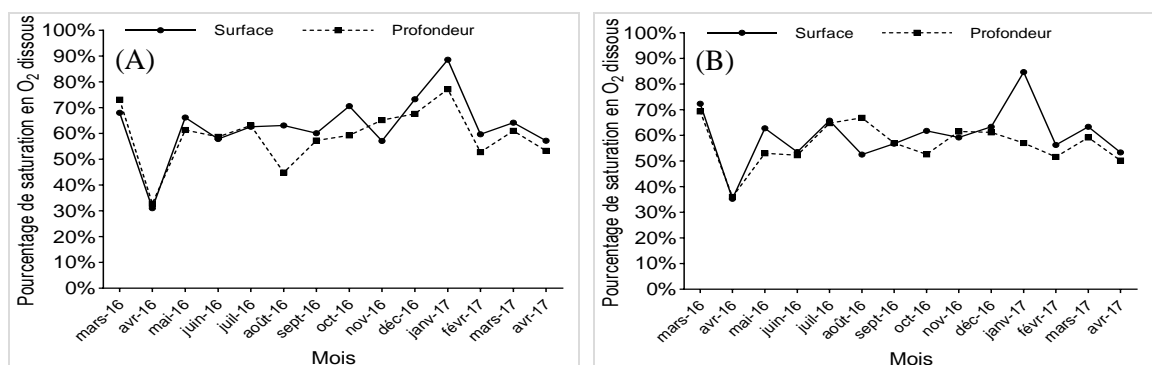 Pourcentage de saturation en O2 dissous
100%
90%
80%
70%
60%
50%
40%
30%
20%
10%
0%
Surface Profondeur
(A)
mars-16 avr-16 mai-16 juin-16 juil-16 août-16 sept-16 oct-16 nov-16 déc-16 janv-17 févr-17 mars-17 avr-17
Mois
Pourcentage de saturation en O2 dissous
100%
90%
80%
70%
60%
50%
40%
30%
20%
10%
0%
Surface Profondeur
(B)
mars-16 avr-16 mai-16 juin-16 juil-16 août-16 sept-16 oct-16 nov-16 déc-16 janv-17 févr-17 mars-17 avr-17
Mois